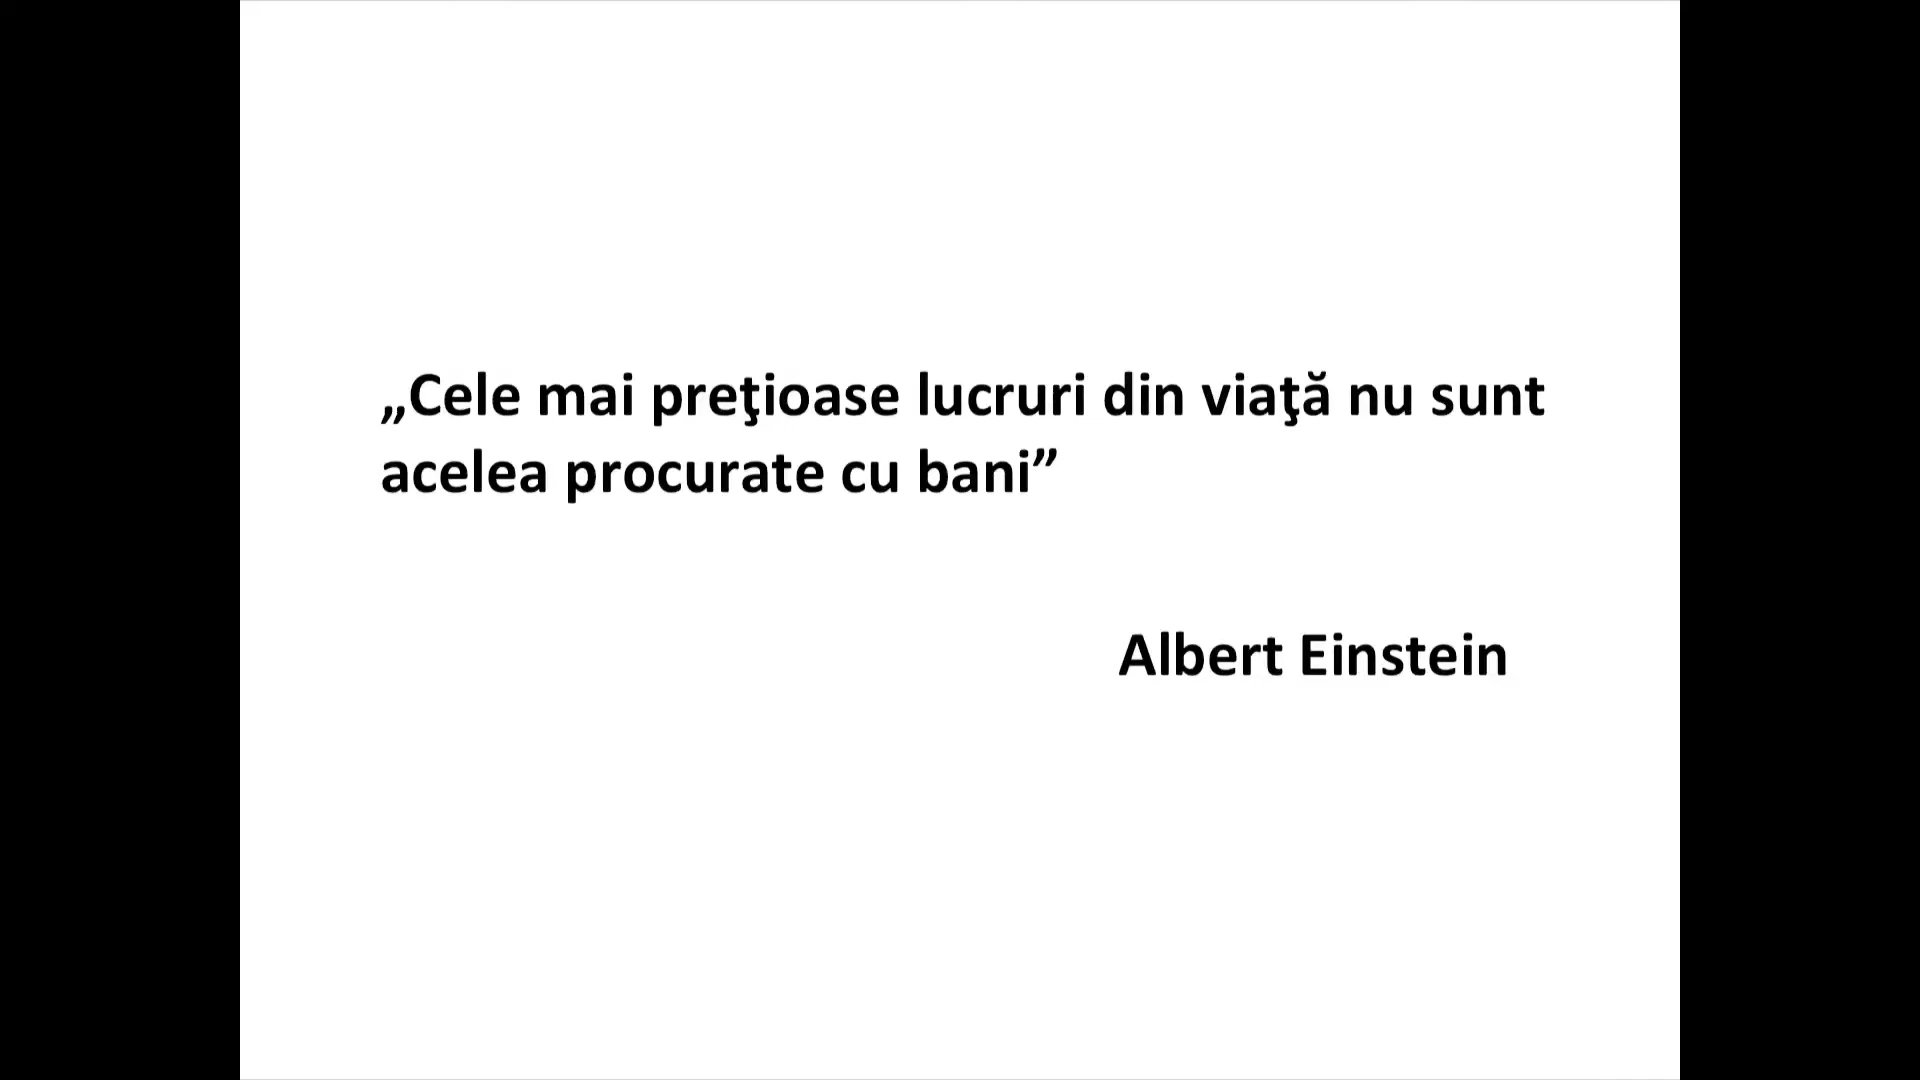 „Cele mai preţioase lucruri din viaţă nu sunt
acelea procurate cu bani”
Albert Einstein